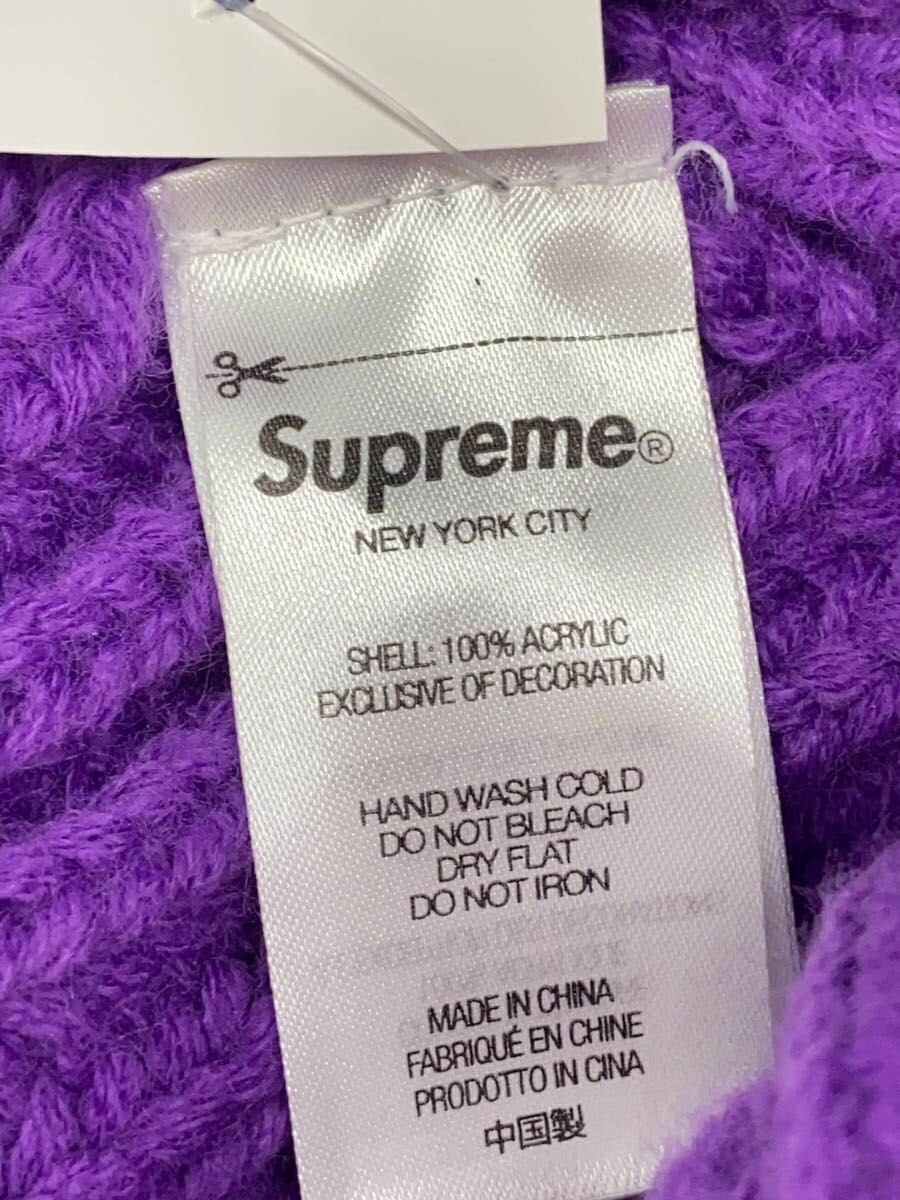 Supreme®
NEW YORK CITY
SHELL: 100% ACRYLIC
EXCLUSIVE OF DECORATION
HAND WASH COLD
DO NOT BLEACH
DRY FLAT
DO NOT IRON
MADE IN CHINA
FABRIQUÉ EN CHINE
PRODOTTO IN CINA
中国製